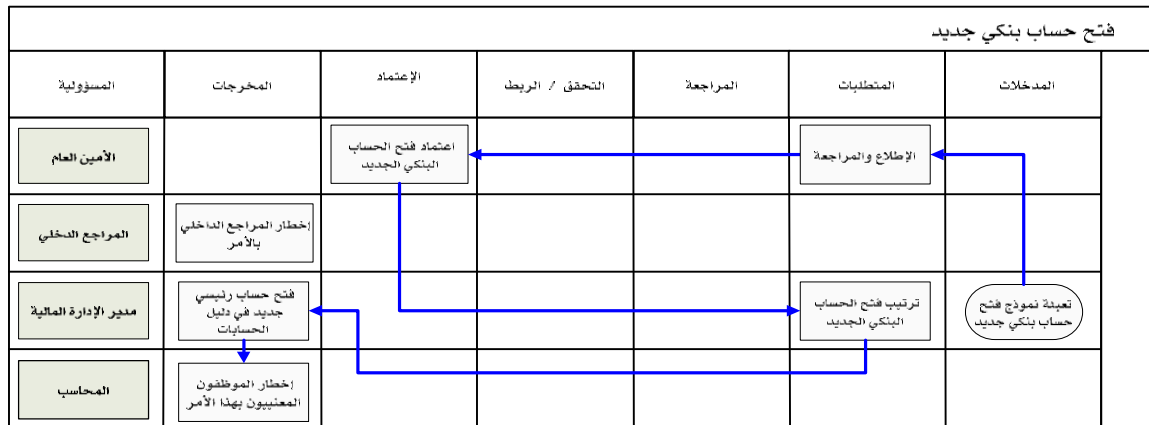 فتح حساب بنكي جديد
المدخلات
المتطلبات
المراجعة
التحقق / الربط
الإعتماد
المخرجات
المسؤولية
الإطلاع والمراجعة
اعتماد فتح الحساب
البنكي الجديد
الأمين العام
إخطار المراجع الداخلي
بالأمر
المراجع الدخلي
تعبئة نموذج فتح
حساب بنكي جديد
ترتيب فتح الحساب
البنكي الجديد
فتح حساب رئيسي
جديد في دليل
الحسابات
مدير الإدارة المالية
إخطار الموظفون
المعنييون بهذا الأمر
المحاسب